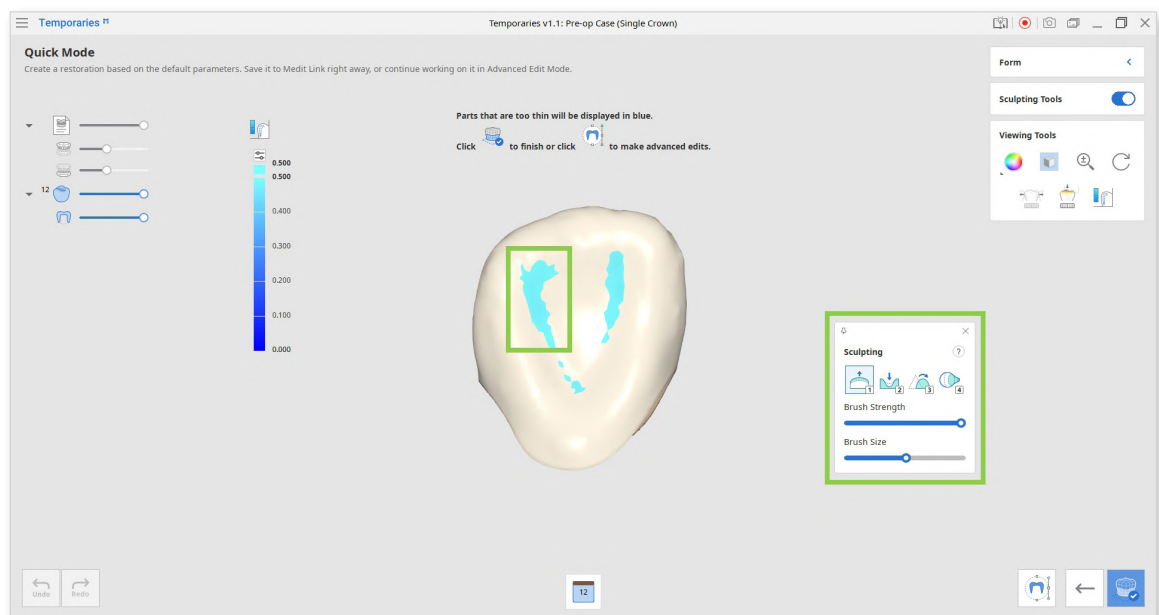 Temporaries
Temporaries v1.1: Pre-op Case (Single Crown)
Quick Mode
Create a restoration based on the default parameters. Save it to Medit Link right away, or continue working on it in Advanced Edit Mode.
Form
Sculpting Tools
Viewing Tools
Parts that are too thin will be displayed in blue.
Click to finish or click to make advanced edits.
12
0.500
0.500
0.400
0.300
0.200
0.100
0.000
Sculpting ?
1 2 3 4
Brush Strength
Brush Size
Undo Redo
12